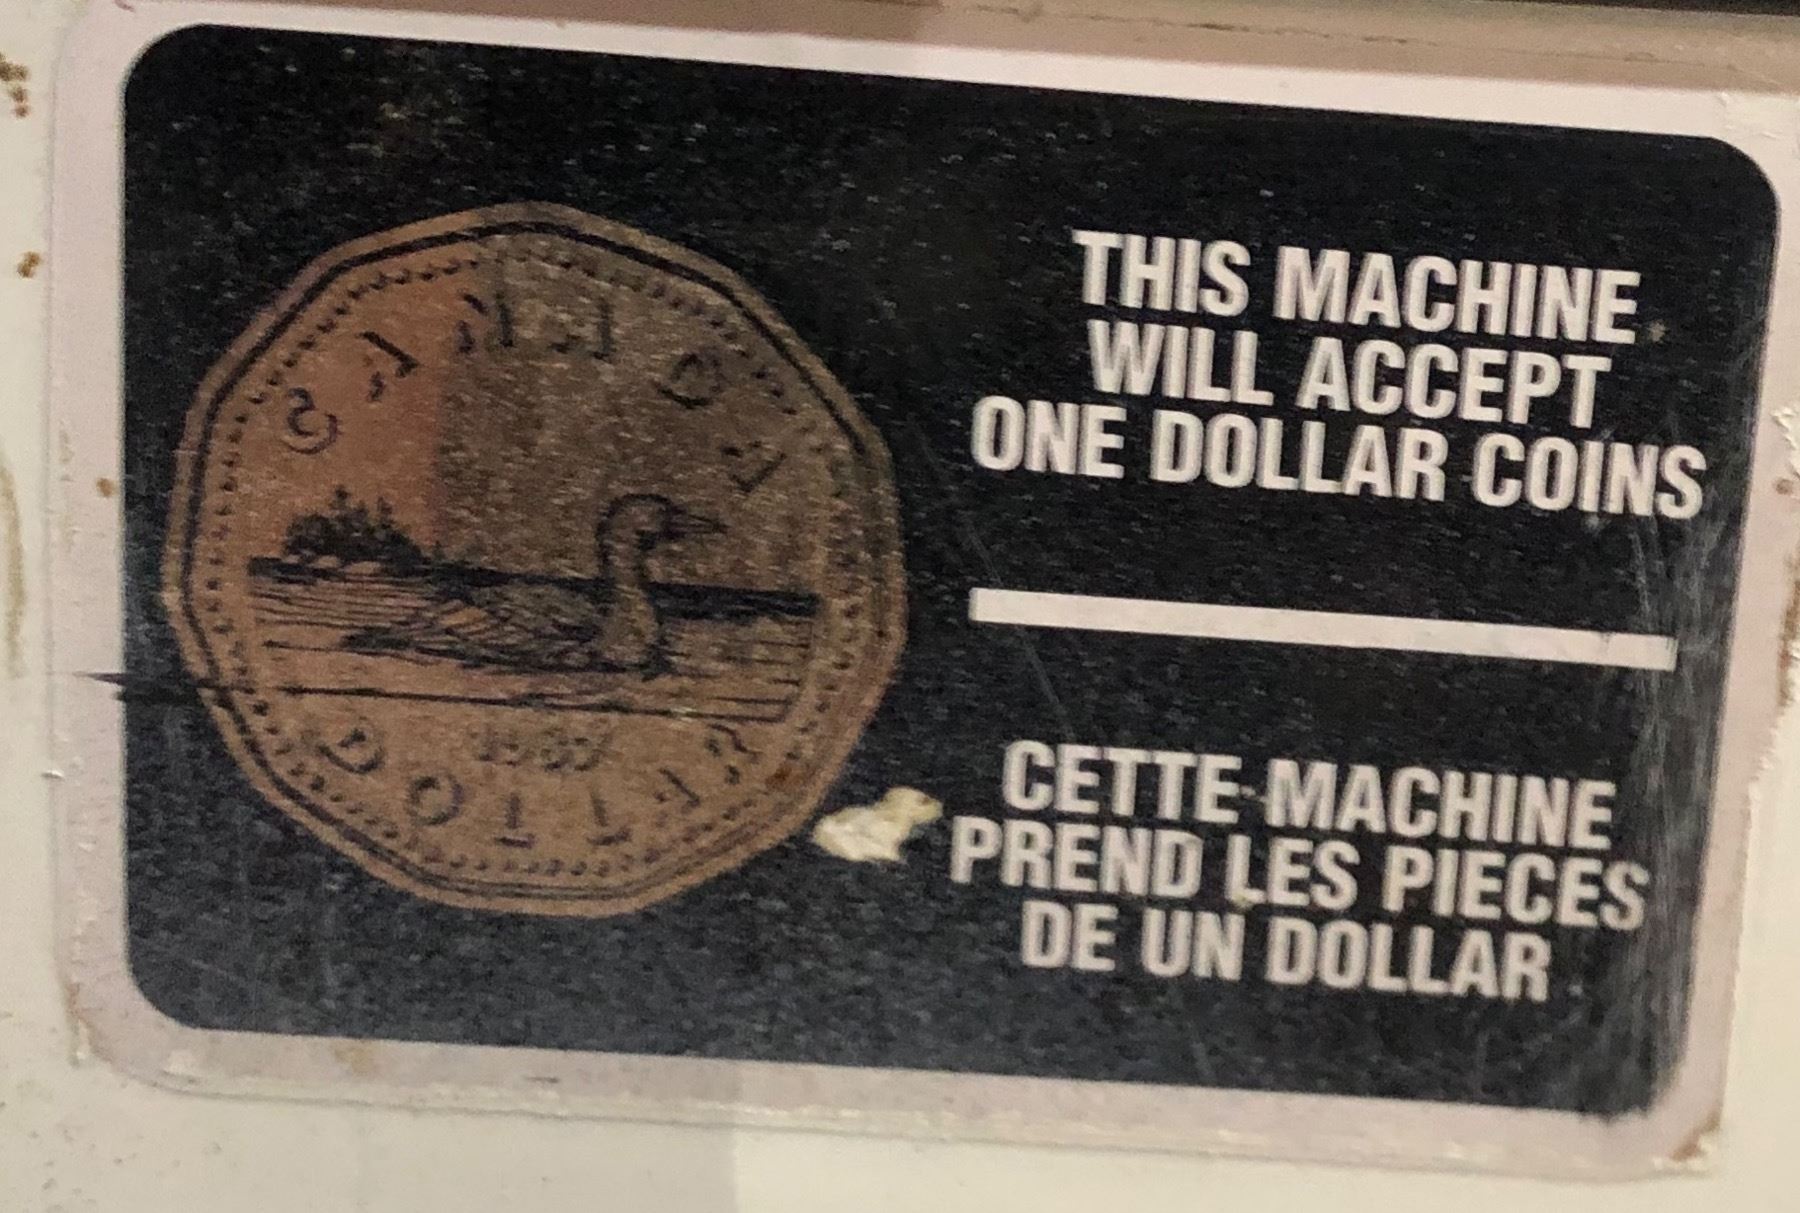 THIS MACHINE
WILL ACCEPT
ONE DOLLAR COINS
CETTE MACHINE
PREND LES PIECES
DE UN DOLLAR